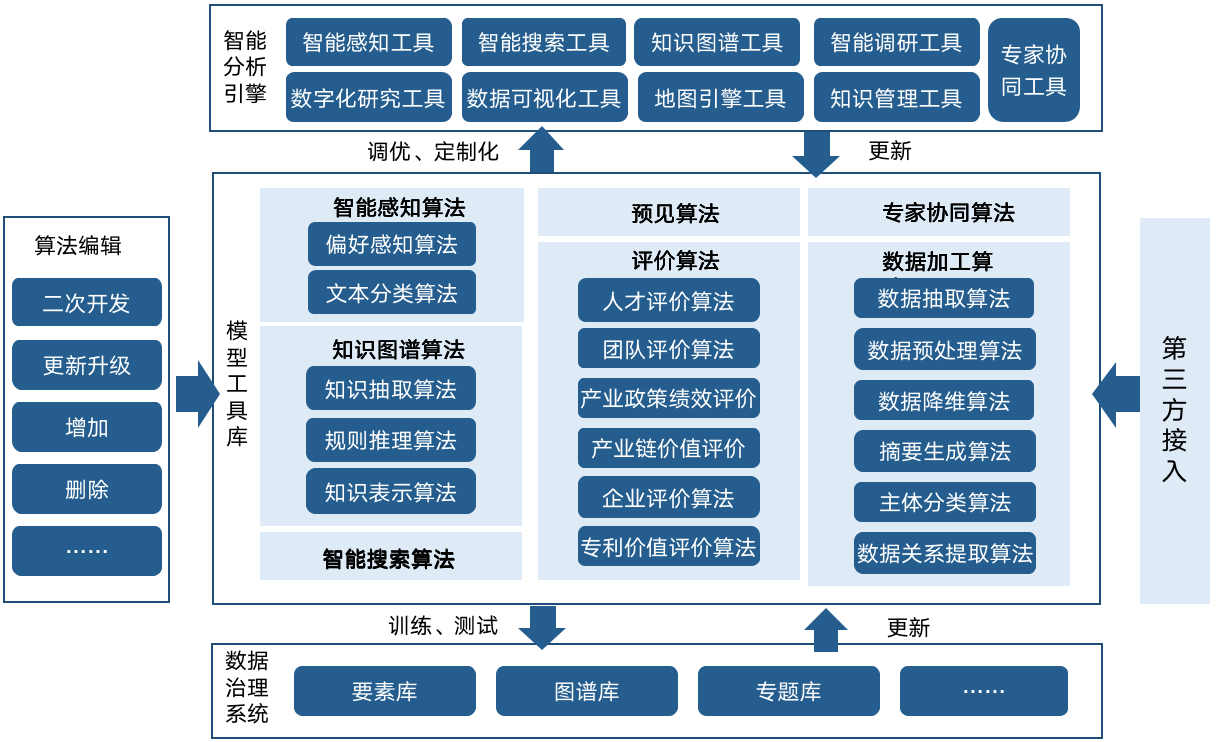 智能
分析
引擎
智能感知工具
智能搜索工具
知识图谱工具
智能调研工具
专家协
同工具
数字化研究工具
数据可视化工具
地图引擎工具
知识管理工具
调优、定制化
更新
算法编辑
二次开发
更新升级
增加
删除
……
模
型
工
具
库
智能感知算法
偏好感知算法
文本分类算法
知识图谱算法
知识抽取算法
规则推理算法
知识表示算法
智能搜索算法
预见算法
评价算法
人才评价算法
团队评价算法
产业政策绩效评价
产业链价值评价
企业评价算法
专利价值评价算法
专家协同算法
数据加工算
数据抽取算法
数据预处理算法
数据降维算法
摘要生成算法
主体分类算法
数据关系提取算法
第
三
方
接
入
训练、测试
更新
数据
治理
系统
要素库
图谱库
专题库
……